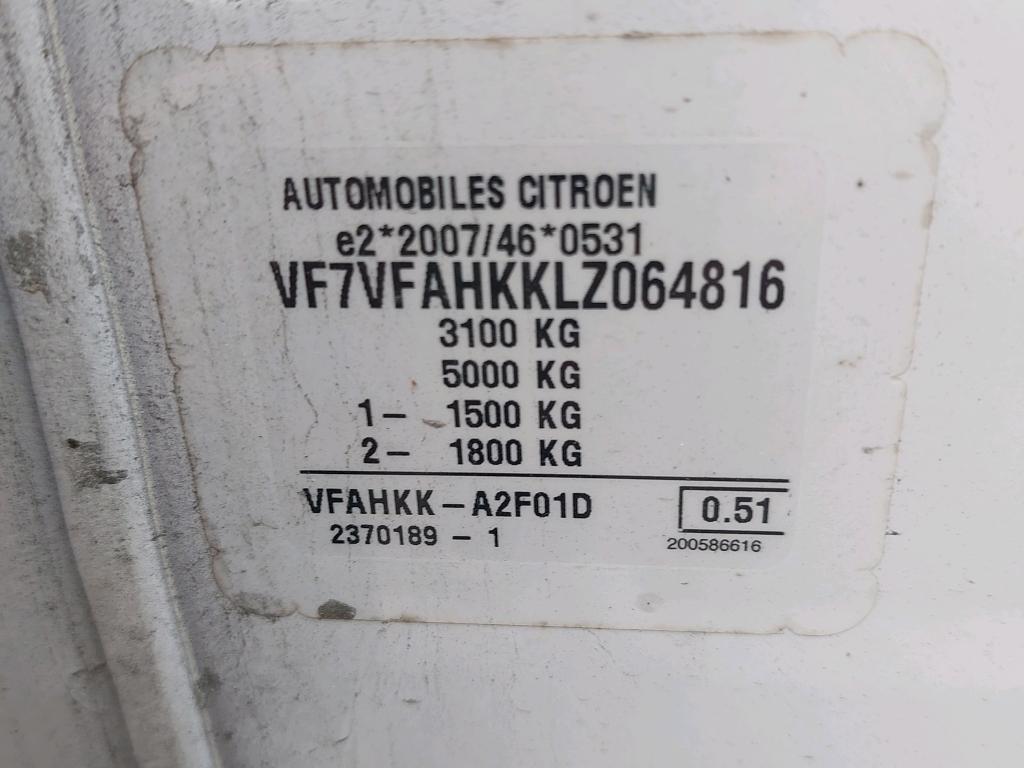 AUTOMOBILES CITROEN
e2*2007/46*0531
VF7VFAHKKLZ064816
3100 KG
5000 KG
1- 1500 KG
2- 1800 KG
VFAHKK-A2F01D
0.51
2370189 - 1
200586616